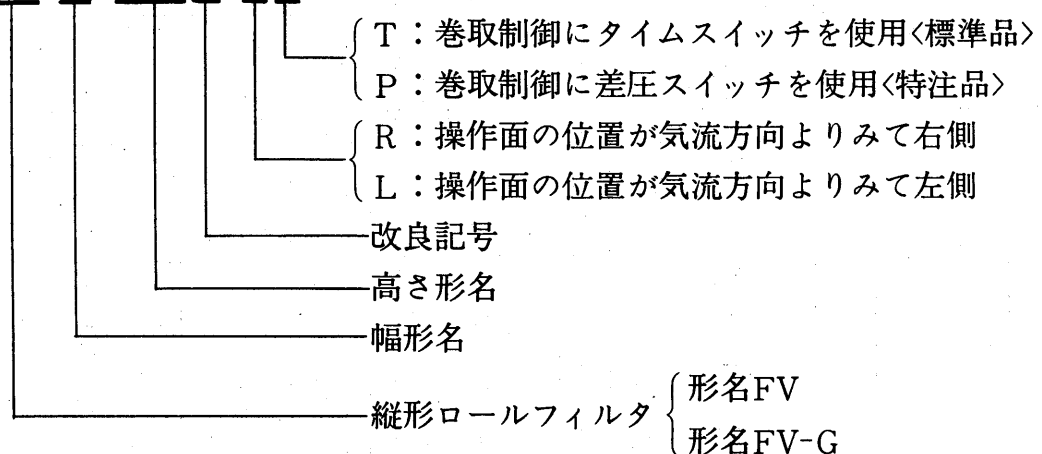 T：巻取制御にタイムスイッチを使用<標準品>
P：巻取制御に差圧スイッチを使用<特注品>
R：操作面の位置が気流方向よりみて右側
L：操作面の位置が気流方向よりみて左側
改良記号
高さ形名
幅形名
縦形ロールフィルタ
形名FV
形名FV-G